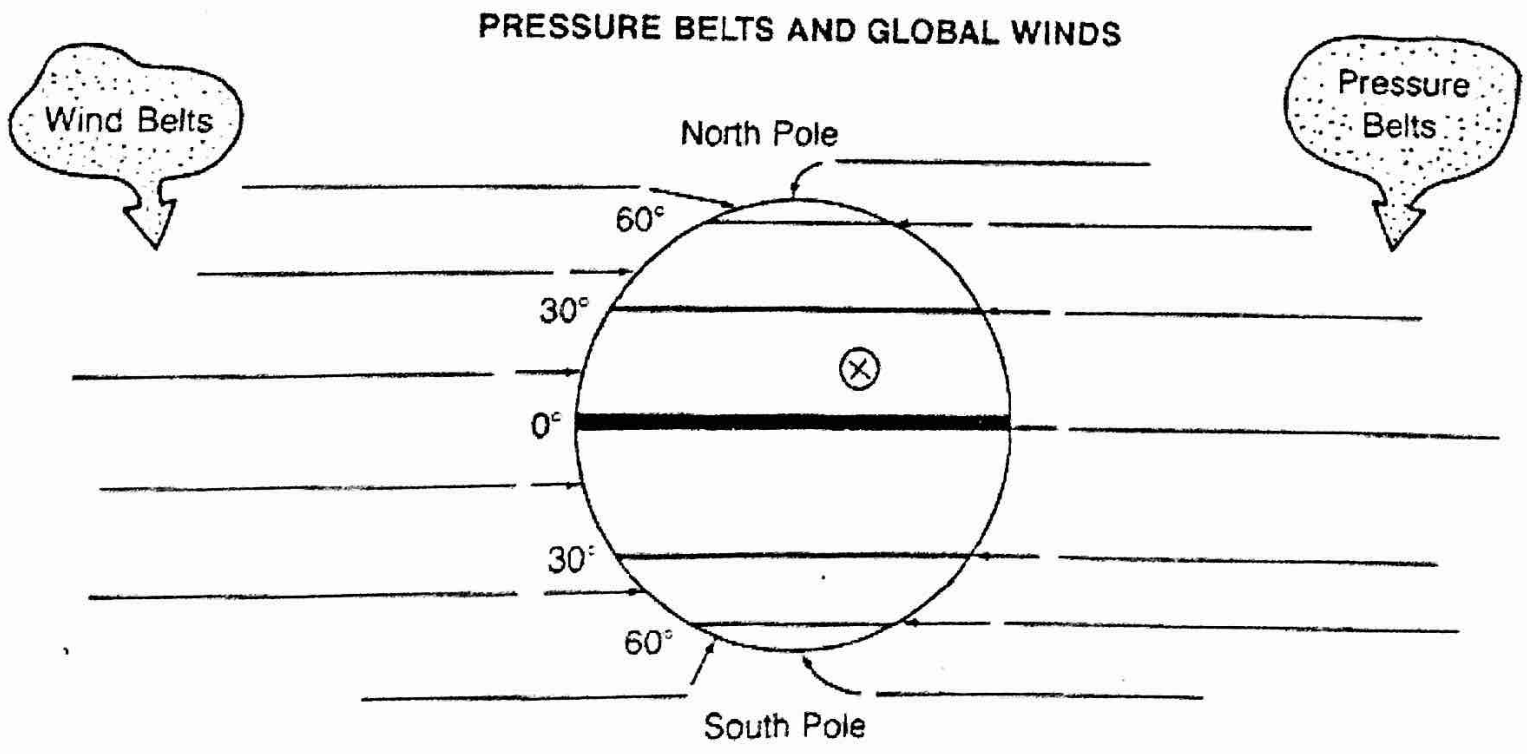 PRESSURE BELTS AND GLOBAL WINDS
Wind Belts
Pressure
Belts
North Pole
60°
30°
0°
30°
60°
South Pole